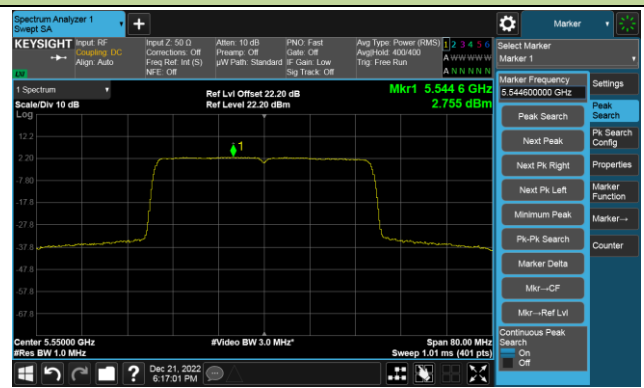 Spectrum Analyzer 1
Swept SA
+
Marker
KEYSIGHT
Input: RF
Coupling: DC
Align: Auto
Input Z: 50 Ω
Corrections: Off
Freq Ref: Int (S)
NFE: Off
Atten: 10 dB
Preamp: Off
µW Path: Standard
PNO: Fast
Gate: Off
IF Gain: Low
Sig Track: Off
Avg Type: Power (RMS)
Avg|Hold: 400/400
Trig: Free Run
1 2 3 4 5 6
A W W W W W
A N N N N N
Select Marker
Marker 1
LXI
1 Spectrum
Scale/Div 10 dB
Log
Ref Lvl Offset 22.20 dB
Ref Level 22.20 dBm
Mkr1 5.544 6 GHz
2.755 dBm
12.2
2.20
-7.80
-17.8
-27.8
-37.8
-47.8
-57.8
-67.8
1
Center 5.55000 GHz
#Res BW 1.0 MHz
#Video BW 3.0 MHz*
Span 80.00 MHz
Sweep 1.01 ms (401 pts)
Marker Frequency
5.544600000 GHz
Peak Search
Next Peak
Next Pk Right
Next Pk Left
Minimum Peak
Pk-Pk Search
Marker Delta
Mkr→CF
Mkr→Ref Lvl
Continuous Peak
Search
On
Off
Settings
Peak
Search
Pk Search
Config
Properties
Marker
Function
Marker→
Counter
?
Dec 21, 2022
6:17:01 PM